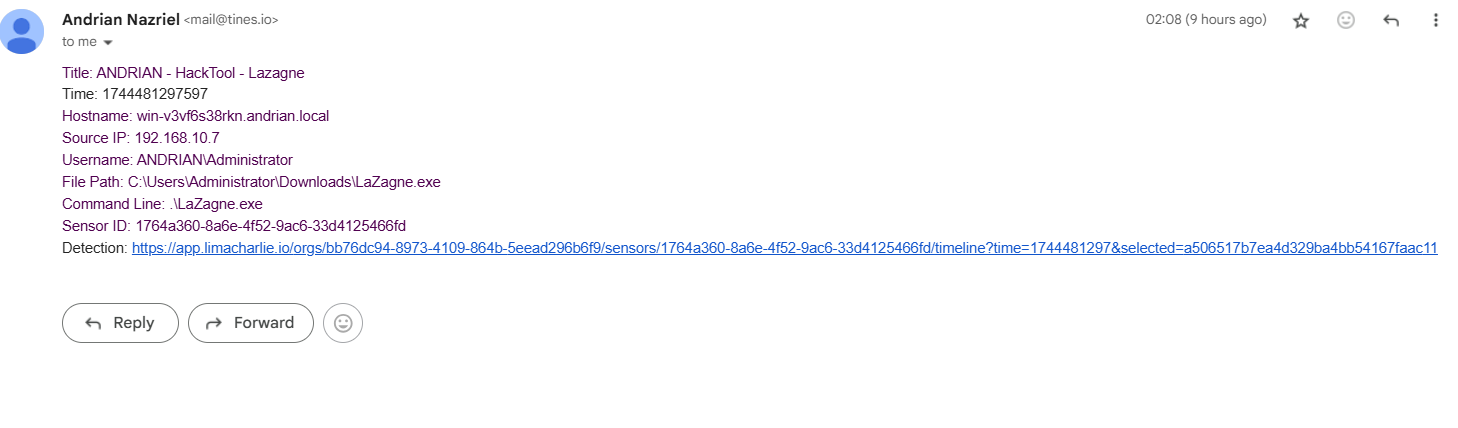 Andrian Nazriel <mail@tines.io> 02:08 (9 hours ago)
to me
Title: ANDRIAN - HackTool - Lazagne
Time: 1744481297597
Hostname: win-v3vf6s38rkn.andrian.local
Source IP: 192.168.10.7
Username: ANDRIAN\Administrator
File Path: C:\Users\Administrator\Downloads\LaZagne.exe
Command Line: .\LaZagne.exe
Sensor ID: 1764a360-8a6e-4f52-9ac6-33d4125466fd
Detection: https://app.limacharlie.io/orgs/bb76dc94-8973-4109-864b-5eead296b6f9/sensors/1764a360-8a6e-4f52-9ac6-33d4125466fd/timeline?time=1744481297&selected=a506517b7ea4d329ba4bb54167faac11
Reply Forward